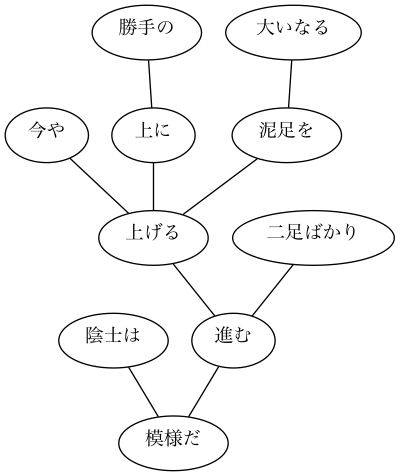 勝手の
大いなる
今や
上に
泥足を
上げる
二足ばかり
陰士は
進む
模様だ